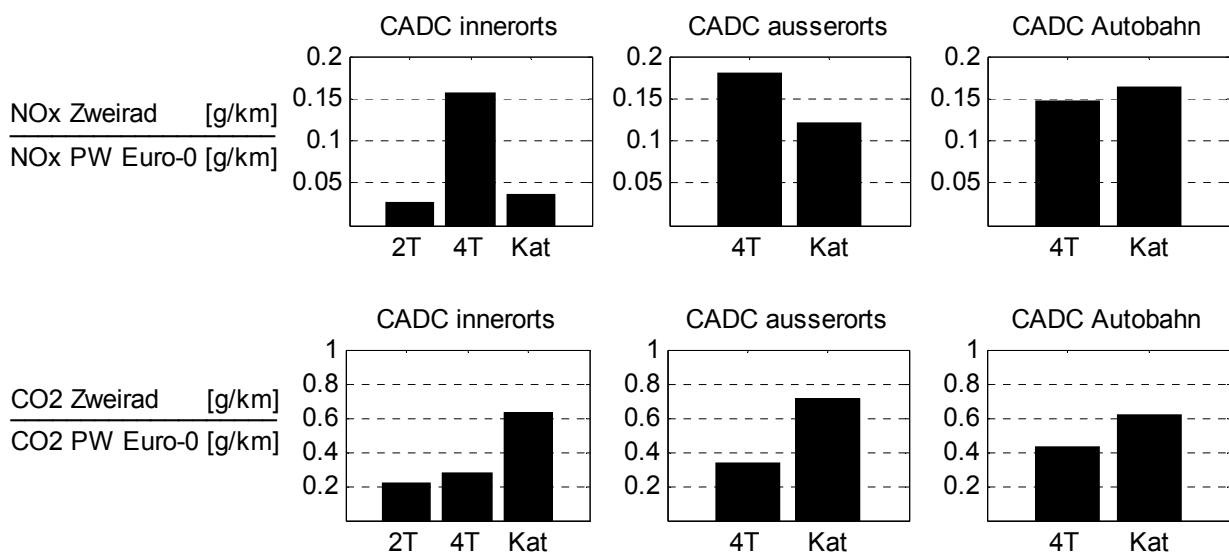 CADC innerorts
CADC ausserorts
CADC Autobahn
NOx Zweirad [g/km]
NOx PW Euro-0 [g/km]
0.2
0.15
0.1
0.05
2T 4T Kat
0.2
0.15
0.1
0.05
4T Kat
0.2
0.15
0.1
0.05
4T Kat
CADC innerorts
CADC ausserorts
CADC Autobahn
CO2 Zweirad [g/km]
CO2 PW Euro-0 [g/km]
1
0.8
0.6
0.4
0.2
2T 4T Kat
1
0.8
0.6
0.4
0.2
4T Kat
1
0.8
0.6
0.4
0.2
4T Kat